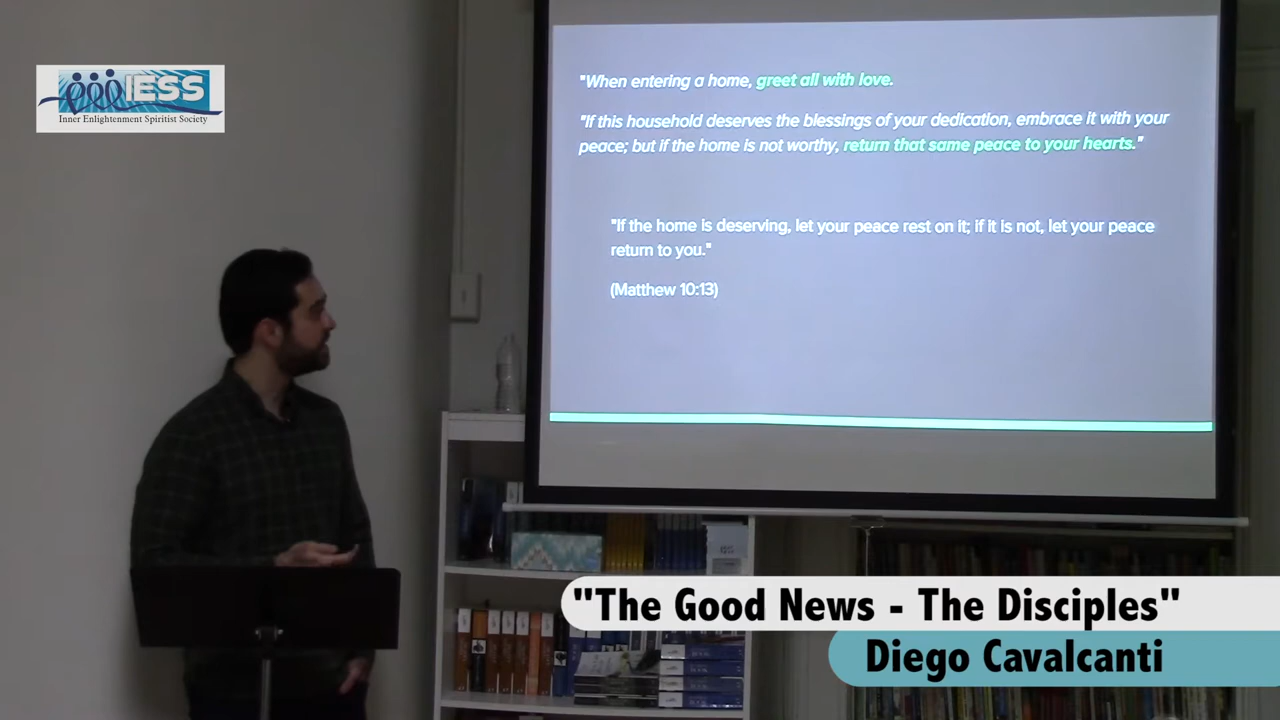 IESS
Inner Enlightenment Spiritist Society
"When entering a home, greet all with love.
"If this household deserves the blessings of your dedication, embrace it with your
peace; but if the home is not worthy, return that same peace to your hearts."
"If the home is deserving, let your peace rest on it; if it is not, let your peace
return to you."
(Matthew 10:13)
"The Good News - The Disciples"
Diego Cavalcanti